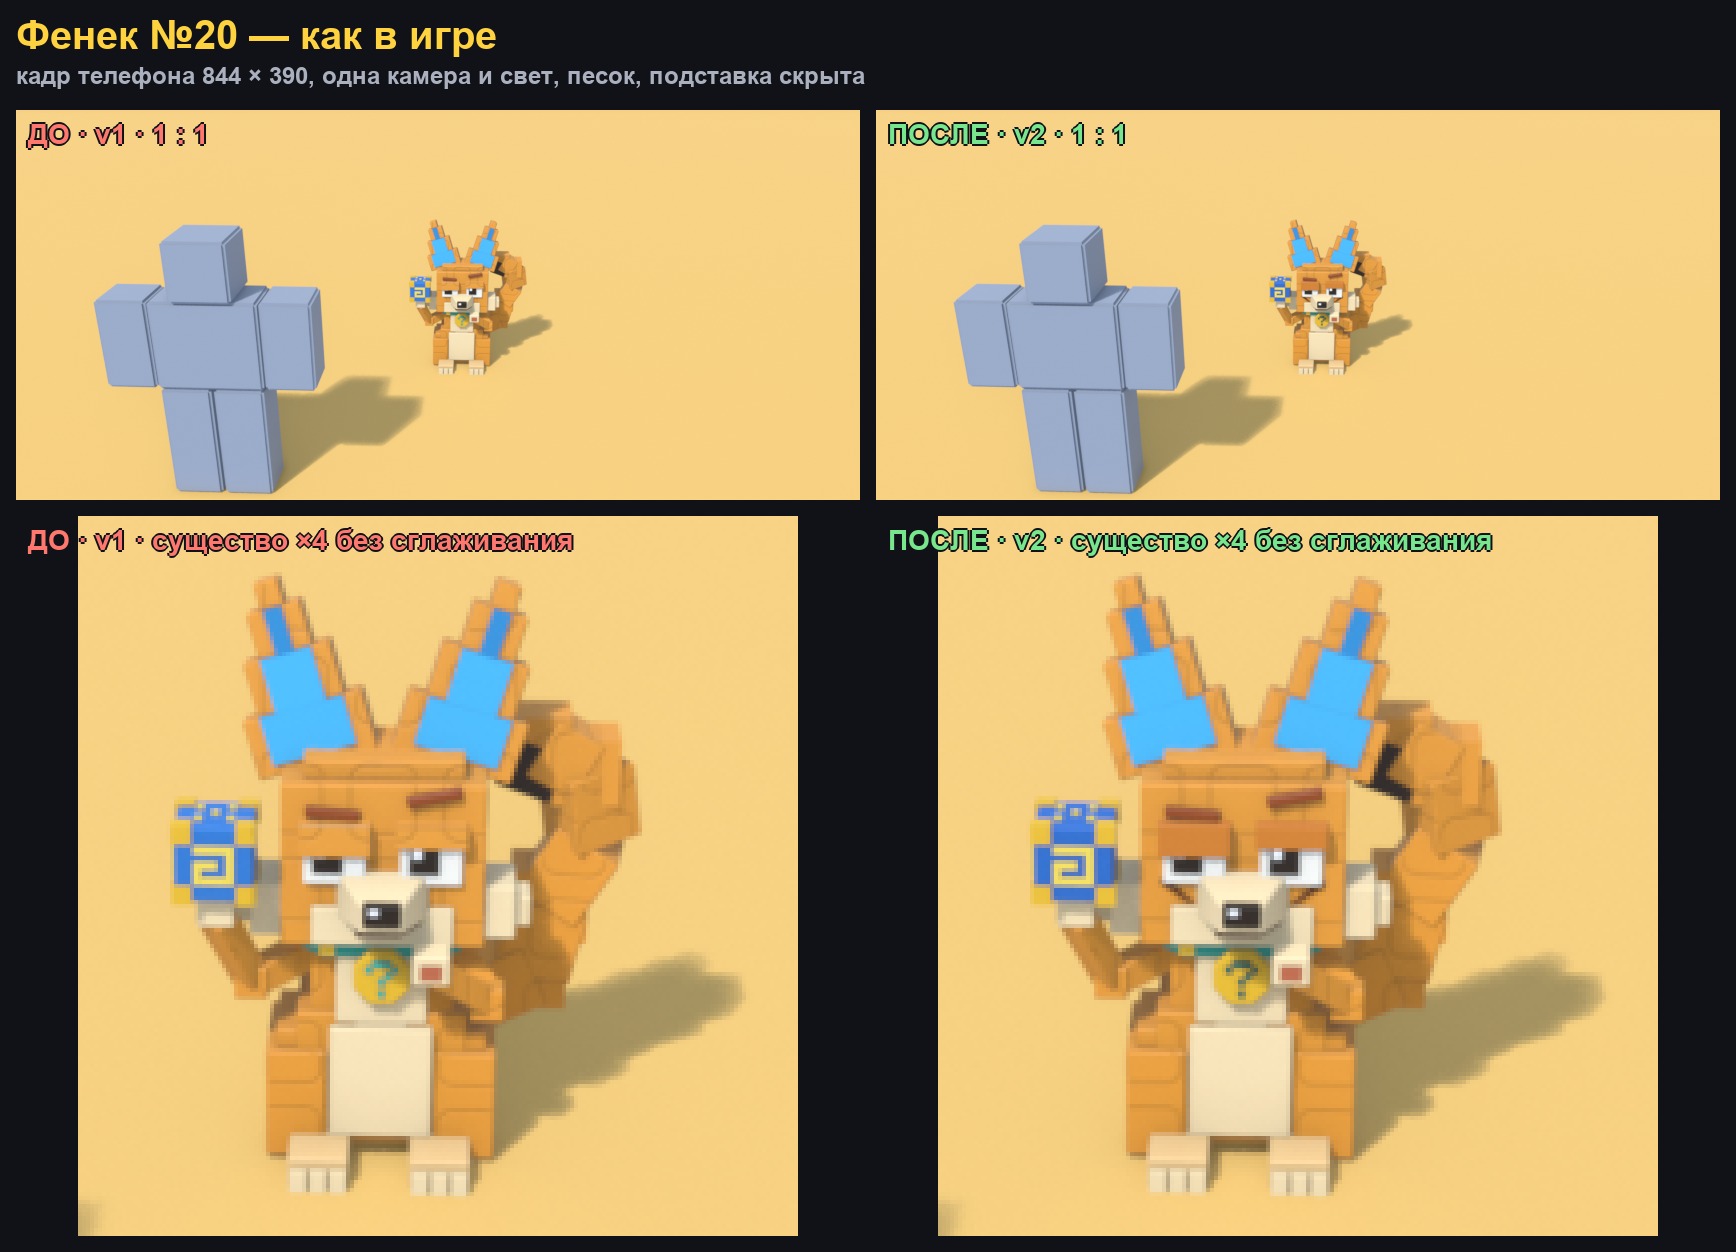 Фенек №20 — как в игре
кадр телефона 844 × 390, одна камера и свет, песок, подставка скрыта
ДО · v1 · 1 : 1
ПОСЛЕ · v2 · 1 : 1
ДО · v1 · существо ×4 без сглаживания
ПОСЛЕ · v2 · существо ×4 без сглаживания
?
?